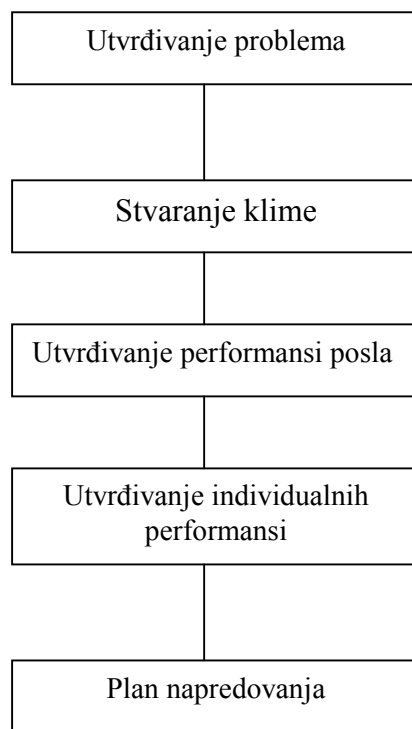 Utvrđivanje problema
Stvaranje klime
Utvrđivanje performansi posla
Utvrđivanje individualnih
performansi
Plan napredovanja